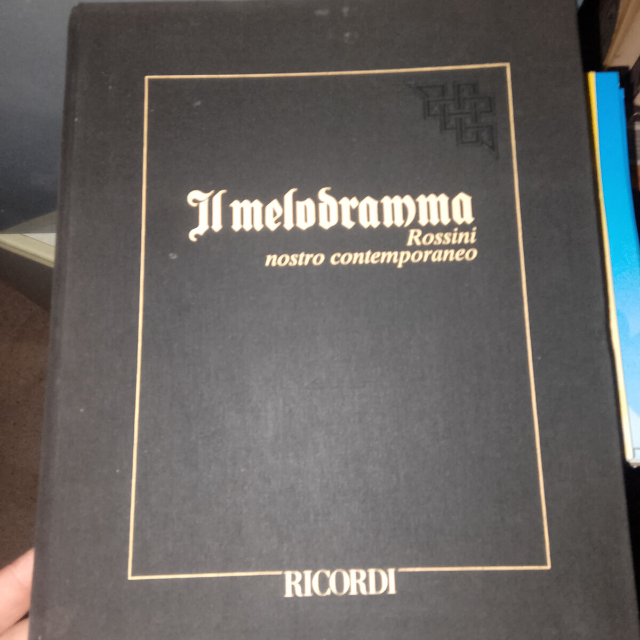 Il melodramma
Rossini
nostro contemporaneo
RICORDI